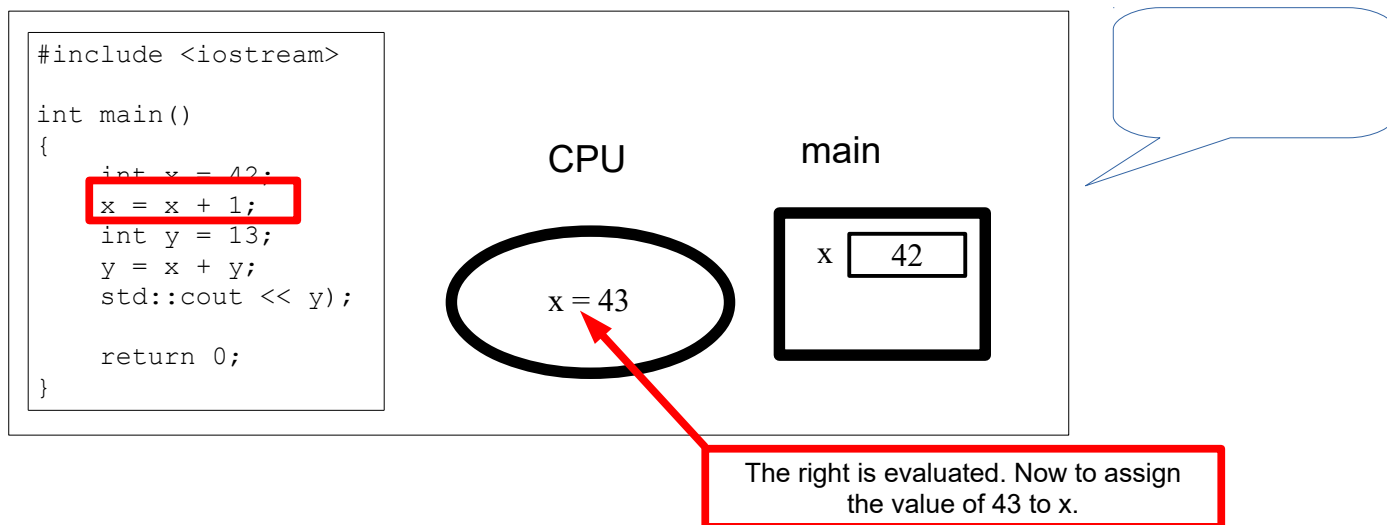 #include <iostream>
int main()
{
int x = 42;
x = x + 1;
int y = 13;
y = x + y;
std::cout << y);
return 0;
}
CPU
x = 43
main
x 42
The right is evaluated. Now to assign
the value of 43 to x.